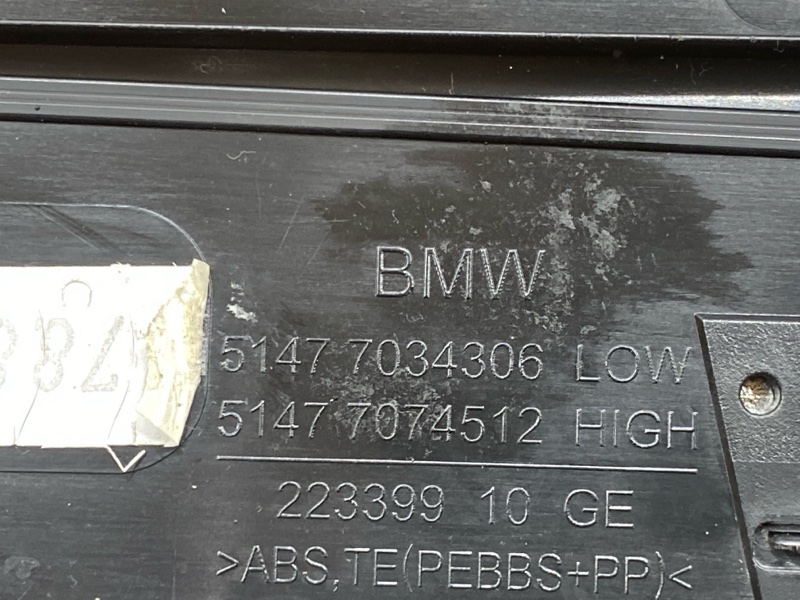 BMW
5147 7034306 LOW
5147 7074512 HIGH
223399 10 GE
>ABS,TE(PEBBS+PP)<